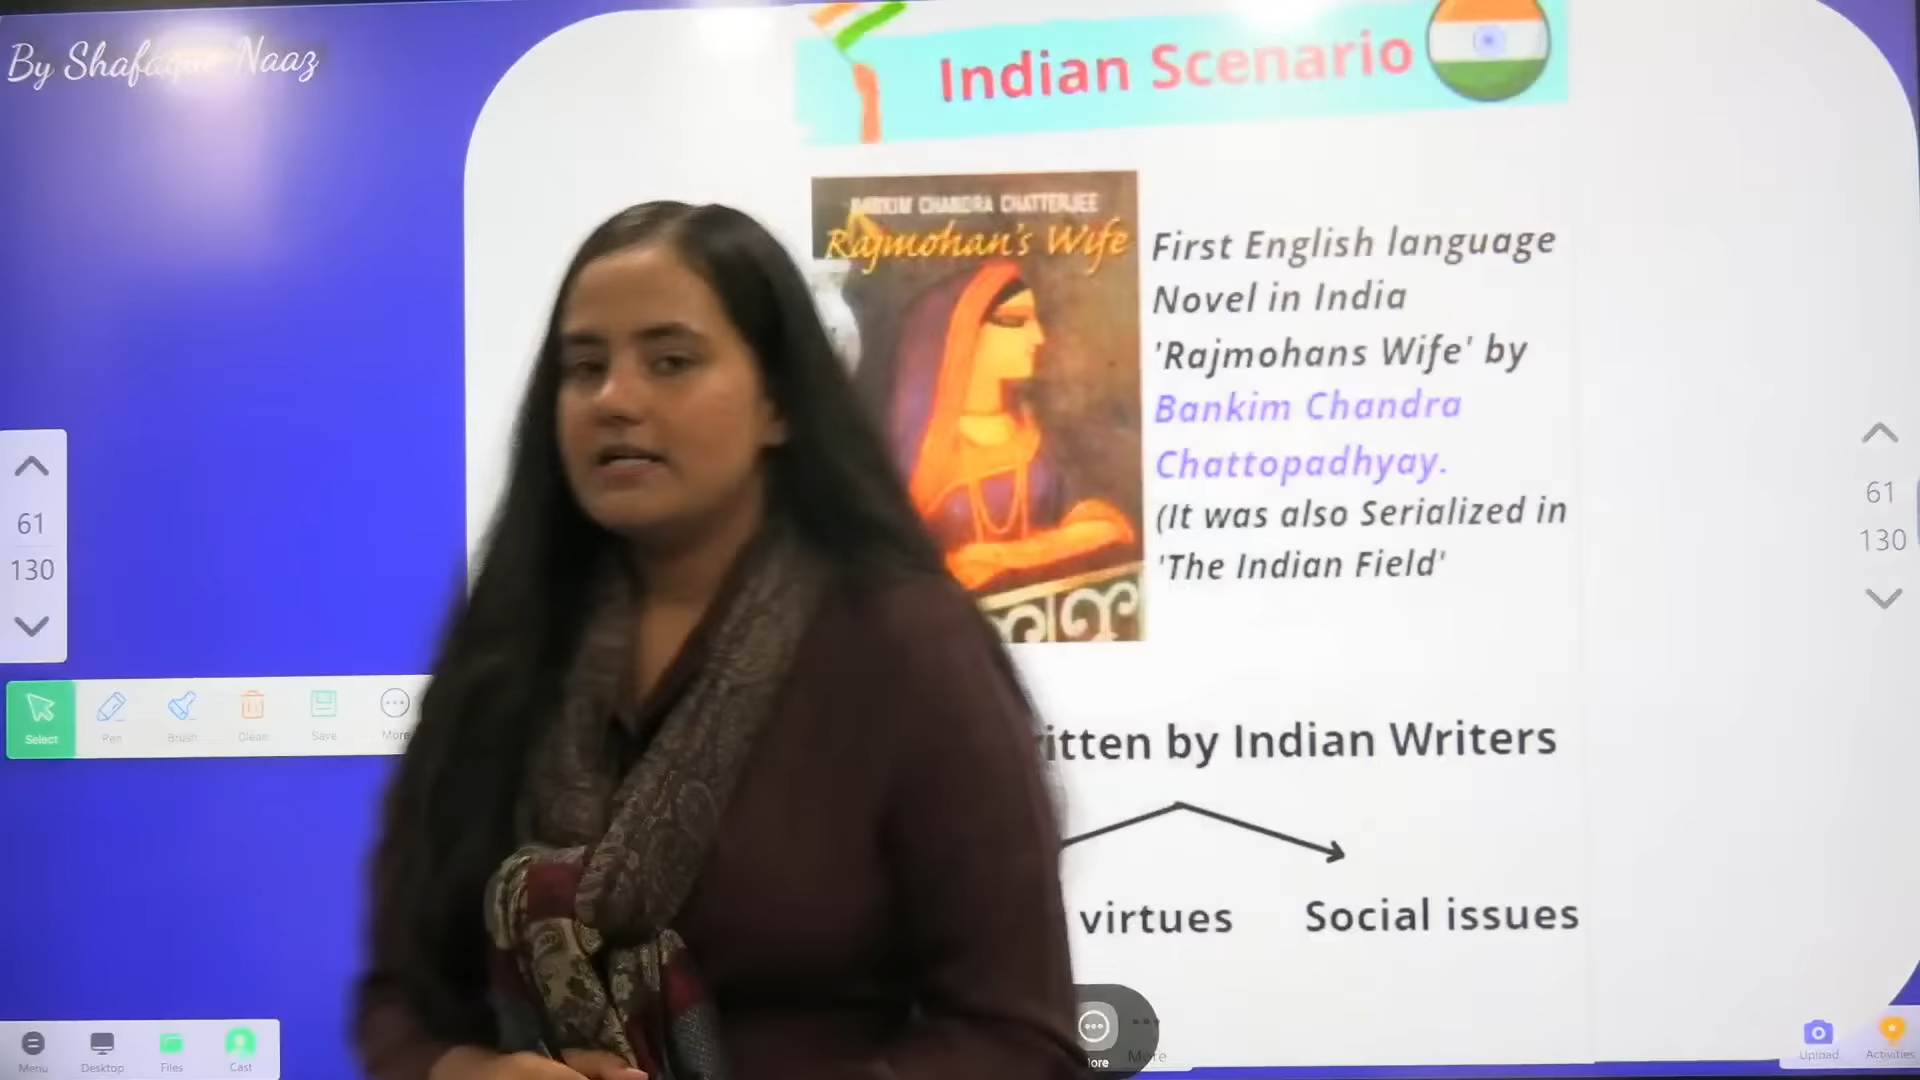 By Shafaque Naaz
Indian Scenario
BANKIM CHANDRA CHATTERJEE
Rajmohan's Wife
First English language
Novel in India
'Rajmohans Wife' by
Bankim Chandra
Chattopadhyay.
(It was also Serialized in
'The Indian Field'
61
130
61
130
Select
Pen
Brush
Clean
Save
More
itten by Indian Writers
virtues
Social issues
Menu
Desktop
Files
Cast
ore
More
Upload
Activities